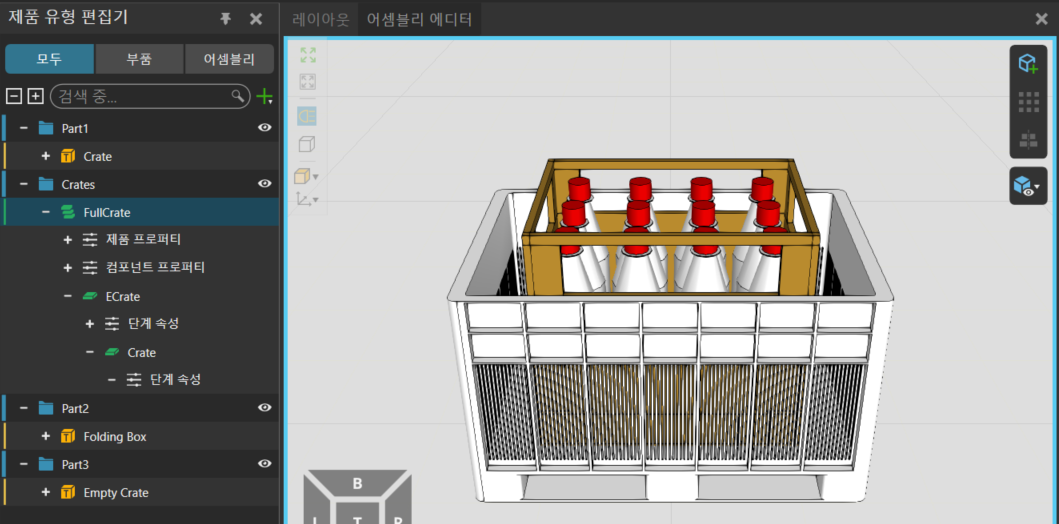 제품 유형 편집기
레이아웃
어셈블리 에디터
모두
부품
어셈블리
검색 중...
Part1
Crate
Crates
FullCrate
제품 프로퍼티
컴포넌트 프로퍼티
ECrate
단계 속성
Crate
단계 속성
Part2
Folding Box
Part3
Empty Crate
B
L T R